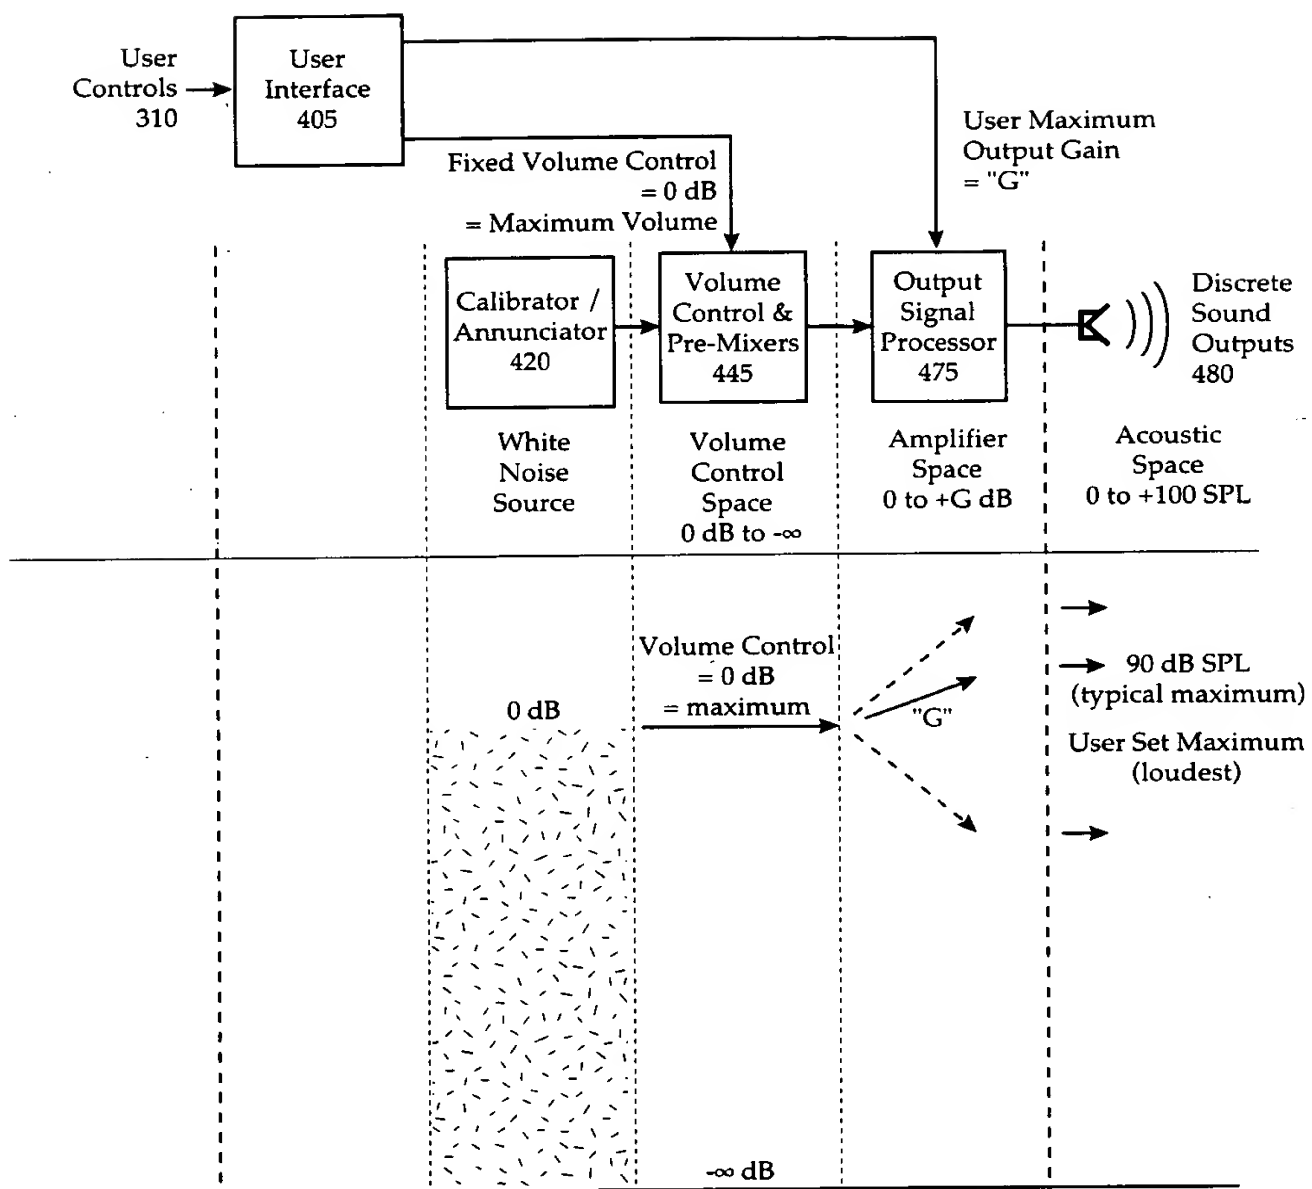 User
Controls
310
User
Interface
405
Fixed Volume Control
= 0 dB
= Maximum Volume
User Maximum
Output Gain
= "G"
Calibrator /
Annunciator
420
Volume
Control &
Pre-Mixers
445
Output
Signal
Processor
475
Discrete
Sound
Outputs
480
White
Noise
Source
Volume
Control
Space
0 dB to -∞
Amplifier
Space
0 to +G dB
Acoustic
Space
0 to +100 SPL
0 dB
Volume Control
= 0 dB
= maximum
"G"
90 dB SPL
(typical maximum)
User Set Maximum
(loudest)
-∞ dB